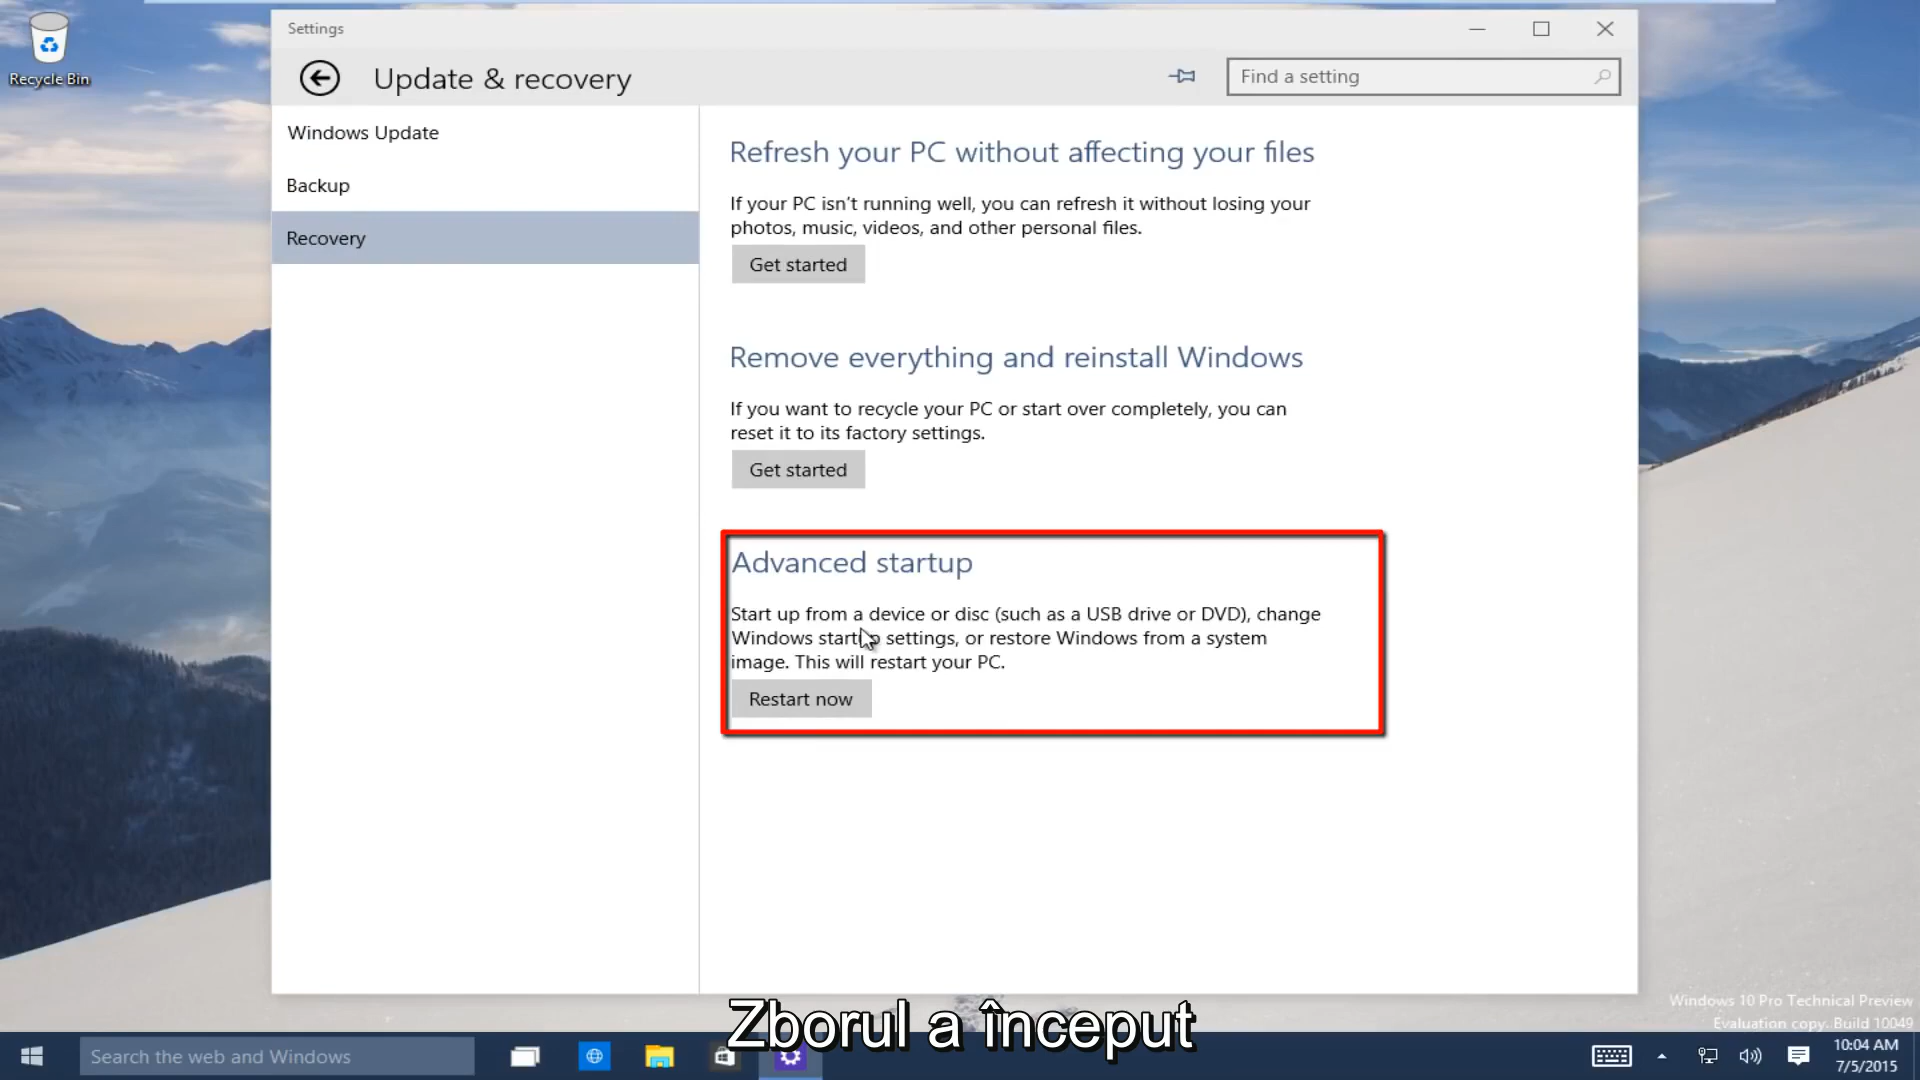 Recycle Bin
Settings
Update & recovery
Find a setting
Windows Update
Backup
Recovery
Refresh your PC without affecting your files
If your PC isn't running well, you can refresh it without losing your
photos, music, videos, and other personal files.
Get started
Remove everything and reinstall Windows
If you want to recycle your PC or start over completely, you can
reset it to its factory settings.
Get started
Advanced startup
Start up from a device or disc (such as a USB drive or DVD), change
Windows startup settings, or restore Windows from a system
image. This will restart your PC.
Restart now
Windows 10 Pro Technical Preview
Evaluation copy. Build 10049
Zborul a început
Search the web and Windows
10:04 AM
7/5/2015